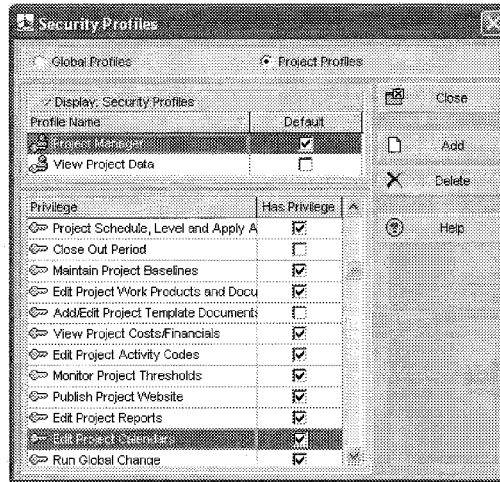 Security Profiles
Global Profiles
Project Profiles
Display: Security Profiles
Profile Name Default
Project Manager
View Project Data
Privilege Has Privilege
Project Schedule, Level and Apply A
Close Out Period
Maintain Project Baselines
Edit Project Work Products and Docu
Add/Edit Project Template Documents
View Project Costs/Financials
Edit Project Activity Codes
Monitor Project Thresholds
Publish Project Website
Edit Project Reports
Edit Project Calendars
Run Global Change
Close
Add
Delete
Help